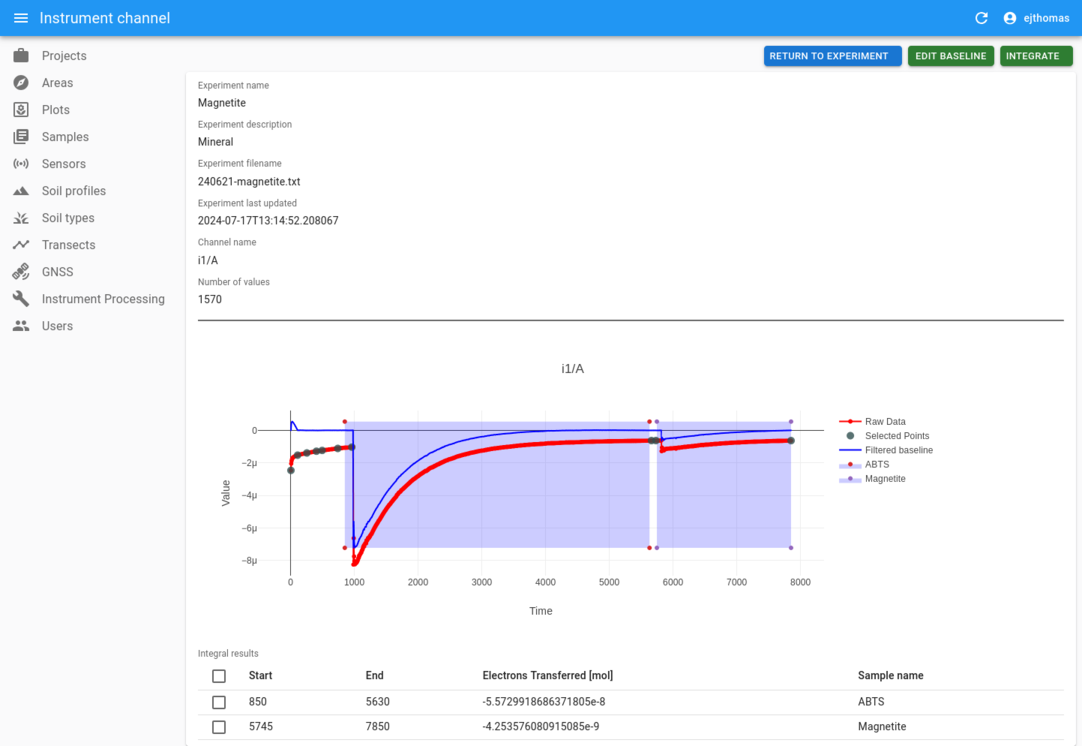 Instrument channel
ejthomas
Projects
Areas
Plots
Samples
Sensors
Soil profiles
Soil types
Transects
GNSS
Instrument Processing
Users
RETURN TO EXPERIMENT EDIT BASELINE INTEGRATE
Experiment name
Magnetite
Experiment description
Mineral
Experiment filename
240621-magnetite.txt
Experiment last updated
2024-07-17T13:14:52.208067
Channel name
i1/A
Number of values
1570
i1/A
0
−2μ
−4μ
−6μ
−8μ
Value
0 1000 2000 3000 4000 5000 6000 7000 8000
Time
Raw Data
Selected Points
Filtered baseline
ABTS
Magnetite
Integral results
Start End Electrons Transferred [mol] Sample name
850 5630 -5.5729918686371805e-8 ABTS
5745 7850 -4.253576080915085e-9 Magnetite